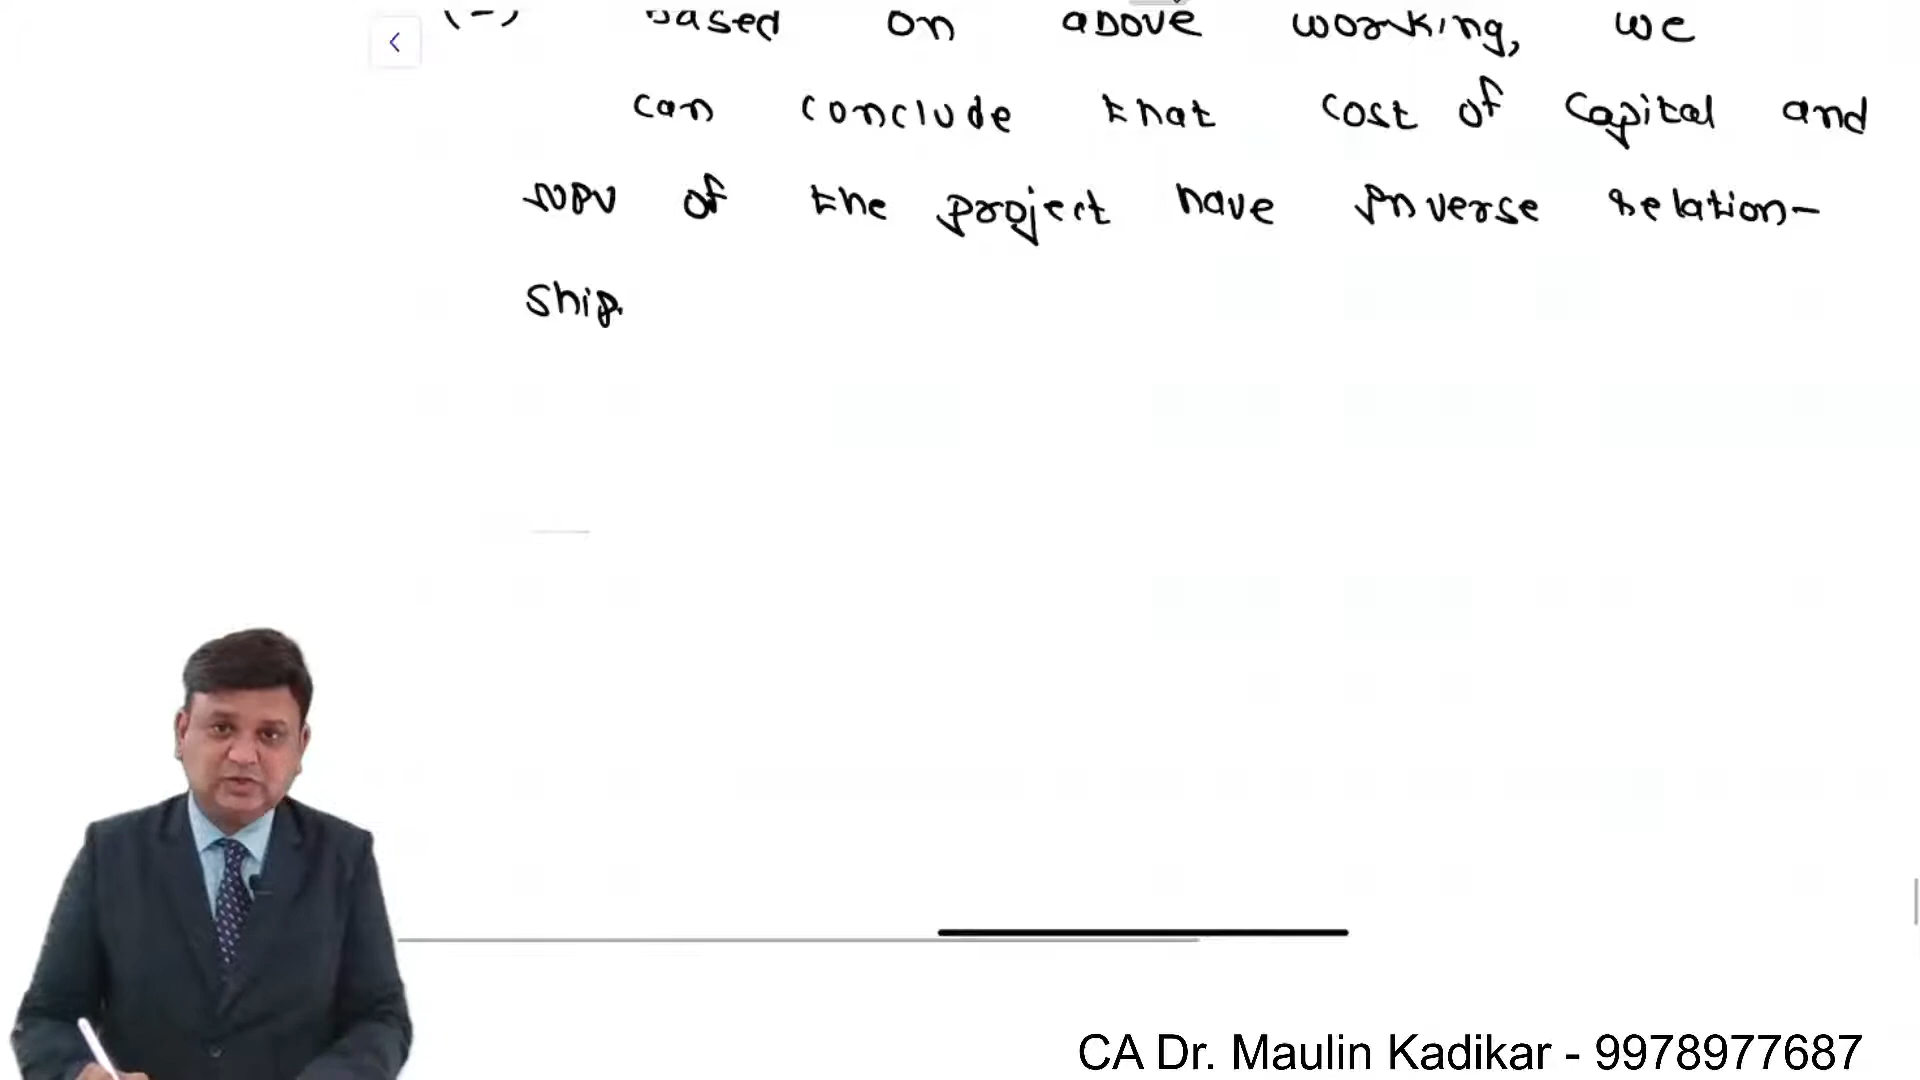 based on above working, we
can conclude that cost of capital and
NPV of the project have inverse relation-
ship.
CA Dr. Maulin Kadikar - 9978977687